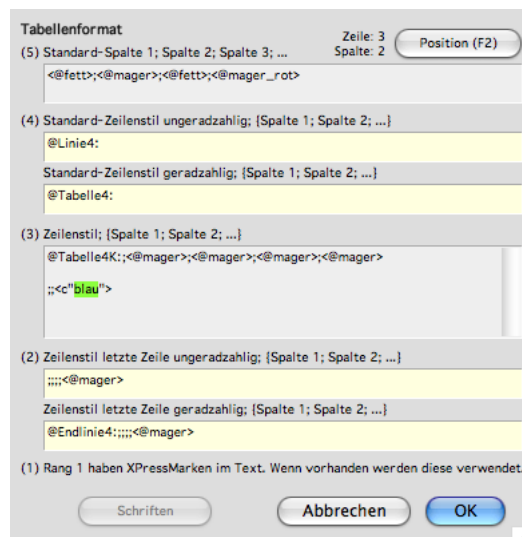 Tabellenformat
Zeile: 3
Spalte: 2
Position (F2)
(5) Standard-Spalte 1; Spalte 2; Spalte 3; ...
<@fett>;<@mager>;<@fett>;<@mager_rot>
(4) Standard-Zeilenstil ungeradzahlig; {Spalte 1; Spalte 2; ...}
@Linie4:
Standard-Zeilenstil geradzahlig; {Spalte 1; Spalte 2; ...}
@Tabelle4:
(3) Zeilenstil; {Spalte 1; Spalte 2; ...}
@Tabelle4K:;<@mager>;<@mager>;<@mager>;<@mager>
;;<c"blau">
(2) Zeilenstil letzte Zeile ungeradzahlig; {Spalte 1; Spalte 2; ...}
;;;;<@mager>
Zeilenstil letzte Zeile geradzahlig; {Spalte 1; Spalte 2; ...}
@Endlinie4:;;;;<@mager>
(1) Rang 1 haben XPressMarken im Text. Wenn vorhanden werden diese verwendet.
Schriften
Abbrechen
OK